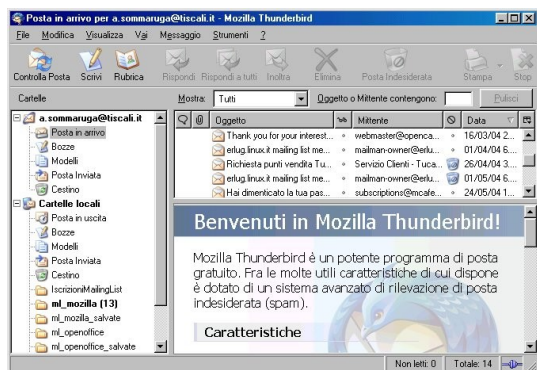 Posta in arrivo per a.sommaruga@tiscali.it - Mozilla Thunderbird
File Modifica Visualizza Vai Messaggio Strumenti ?
Controlla Posta Scrivi Rubrica Rispondi Rispondi a tutti Inoltra Elimina Posta Indesiderata Stampa Stop
Cartelle Mostra: Tutti Oggetto o Mittente contengono: Pulisci
a.sommaruga@tiscali.it
Posta in arrivo
Bozze
Modelli
Posta Inviata
Cestino
Cartelle locali
Posta in uscita
Bozze
Modelli
Posta Inviata
Cestino
IscrizioniMailingList
ml_mozilla (13)
ml_mozilla_salvate
ml_openoffice
ml_openoffice_salvate
Oggetto Mittente Data
Thank you for your interest... webmaster@openca... 16/03/04 2...
erlug.linux.it mailing list me... mailman-owner@erlu... 01/04/04 6...
Richiesta punti vendita Tu... Servizio Clienti - Tuca... 26/04/04 3...
erlug.linux.it mailing list me... mailman-owner@erlu... 01/05/04 6...
Hai dimenticato la tua pas... subscriptions@mcafe... 24/05/04 1...
Benvenuti in Mozilla Thunderbird!
Mozilla Thunderbird è un potente programma di posta
gratuito. Fra le molte utili caratteristiche di cui dispone
è dotato di un sistema avanzato di rilevazione di posta
indesiderata (spam).
Caratteristiche
Non letti: 0 Totale: 14